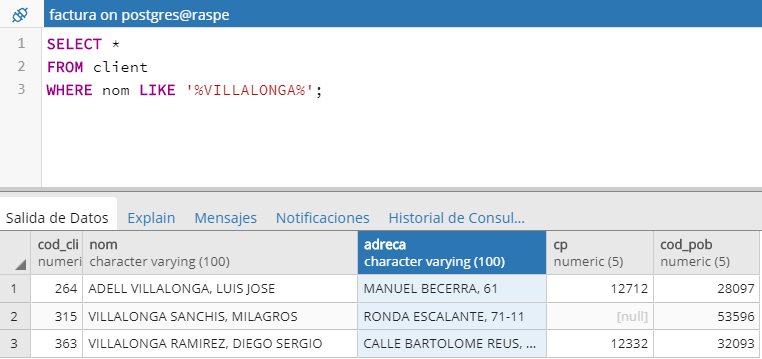 factura on postgres@raspe
1 SELECT *
2 FROM client
3 WHERE nom LIKE '%VILLALONGA%';
Salida de Datos Explain Mensajes Notificaciones Historial de Consul...
cod_cli nom adreca cp cod_pob
numeri character varying (100) character varying (100) numeric (5) numeric (5)
1 264 ADELL VILLALONGA, LUIS JOSE MANUEL BECERRA, 61 12712 28097
2 315 VILLALONGA SANCHIS, MILAGROS RONDA ESCALANTE, 71-11 [null] 53596
3 363 VILLALONGA RAMIREZ, DIEGO SERGIO CALLE BARTOLOME REUS, ... 12332 32093